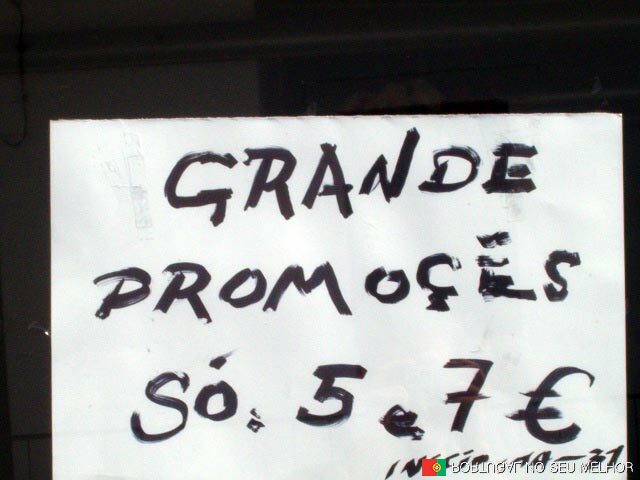 GRANDE
PROMOÇẼS
SÓ: 5 e 7 €
NO SEU MELHOR